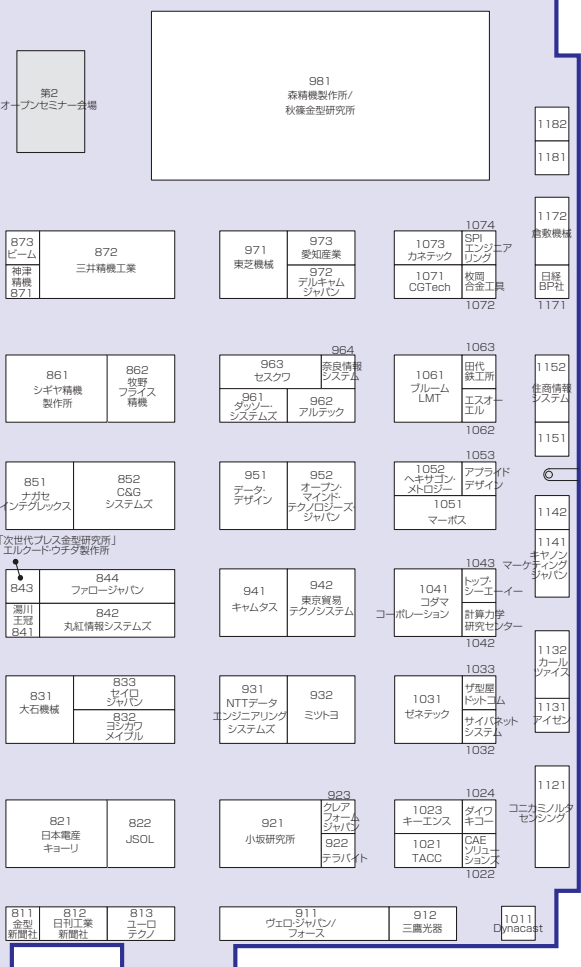 第2
オープンセミナー会場
981
森精機製作所/
秋篠金型研究所
1182
1181
1172
倉敷機械
日経
BP社
1171
873
ビーム
神津
精機
871
872
三井精機工業
971
東芝機械
973
愛知産業
972
デルキャム
ジャパン
1073
カネテック
1071
CGTech
1074
SPI
エンジニア
リング
枚岡
合金工具
1072
861
シギヤ精機
製作所
862
牧野
フライス
精機
963
セスクワ
964
奈良情報
システム
961
ダッソー・
システムズ
962
アルテック
1061
ブルーム
LMT
1063
田代
鉄工所
エスオー
エル
1062
1152
住商情報
システム
1151
851
ナガセ
インテグレックス
852
C&G
システムズ
951
データ・
デザイン
952
オープン・
マインド・
テクノロジーズ・
ジャパン
1052
ヘキサゴン・
メトロジー
1053
アプライド
デザイン
1051
マーポス
1142
1141
キヤノン
マーケティング
ジャパン
「次世代プレス金型研究所」
エルクード・ウチダ製作所
843
湯川
王冠
841
844
ファロージャパン
842
丸紅情報システムズ
941
キャムタス
942
東京貿易
テクノシステム
1041
コダマ
コーポレーション
1043
トップ・
シーエーイー
計算力学
研究センター
1042
1132
カール
ツァイス
1131
アイゼン
831
大石機械
833
セイロ
ジャパン
832
ヨシカワ
メイプル
931
NTTデータ
エンジニアリング
システムズ
932
ミツトヨ
1031
ゼネテック
1033
ザ型屋
ドットコム
サイバネット
システム
1032
1121
コニカミノルタ
センシング
821
日本電産
キョーリ
822
JSOL
921
小坂研究所
923
クレア
フォーム
ジャパン
922
テラバイト
1023
キーエンス
1021
TACC
1024
ダイワ
キコー
CAE
ソリュー
ションズ
1022
811
金型
新聞社
812
日刊工業
新聞社
813
ユーロ
テクノ
911
ヴェロ・ジャパン/
フォース
912
三鷹光器
1011
Dynacast